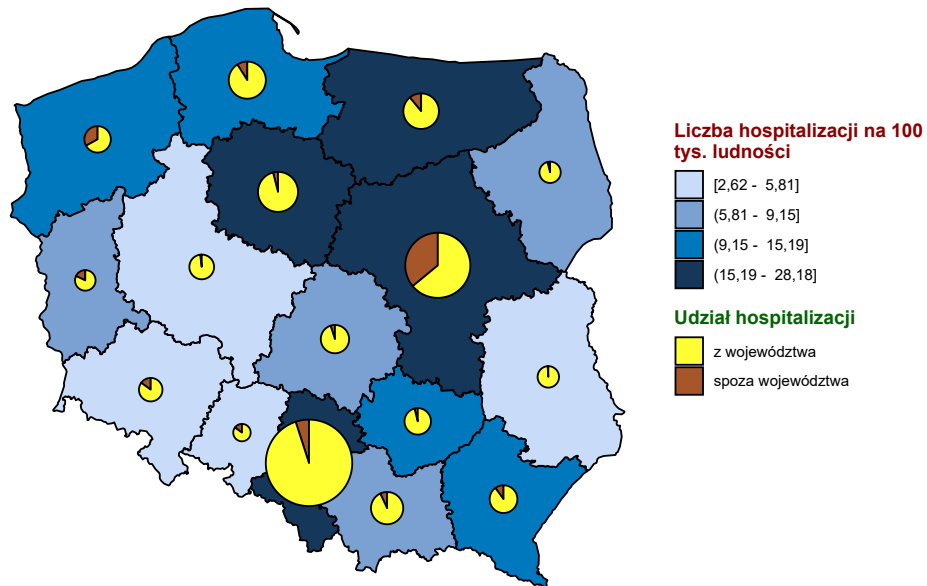 Liczba hospitalizacji na 100
tys. ludności
[2,62 - 5,81]
(5,81 - 9,15]
(9,15 - 15,19]
(15,19 - 28,18]
Udział hospitalizacji
z województwa
spoza województwa